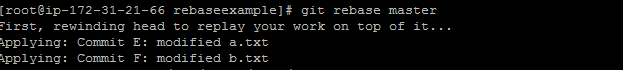 [root@ip-172-31-21-66 rebaseexample]# git rebase master
First, rewinding head to replay your work on top of it...
Applying: Commit E: modified a.txt
Applying: Commit F: modified b.txt